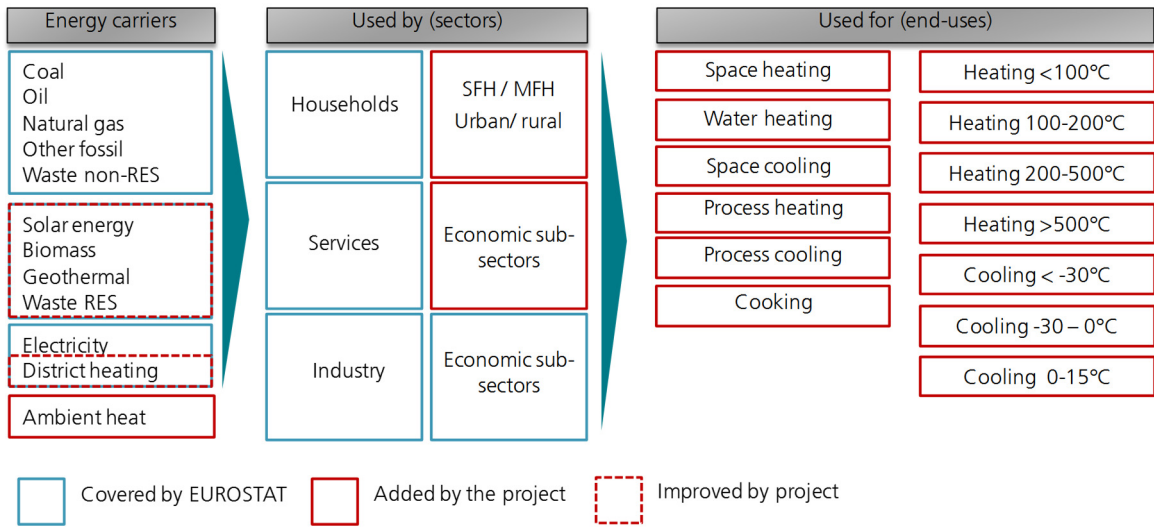 Energy carriers
Coal
Oil
Natural gas
Other fossil
Waste non-RES
Solar energy
Biomass
Geothermal
Waste RES
Electricity
District heating
Ambient heat
Used by (sectors)
Households
SFH / MFH
Urban/ rural
Services
Economic sub-
sectors
Industry
Economic sub-
sectors
Used for (end-uses)
Space heating
Water heating
Space cooling
Process heating
Process cooling
Cooking
Heating <100°C
Heating 100-200°C
Heating 200-500°C
Heating >500°C
Cooling < -30°C
Cooling -30 – 0°C
Cooling 0-15°C
Covered by EUROSTAT
Added by the project
Improved by project